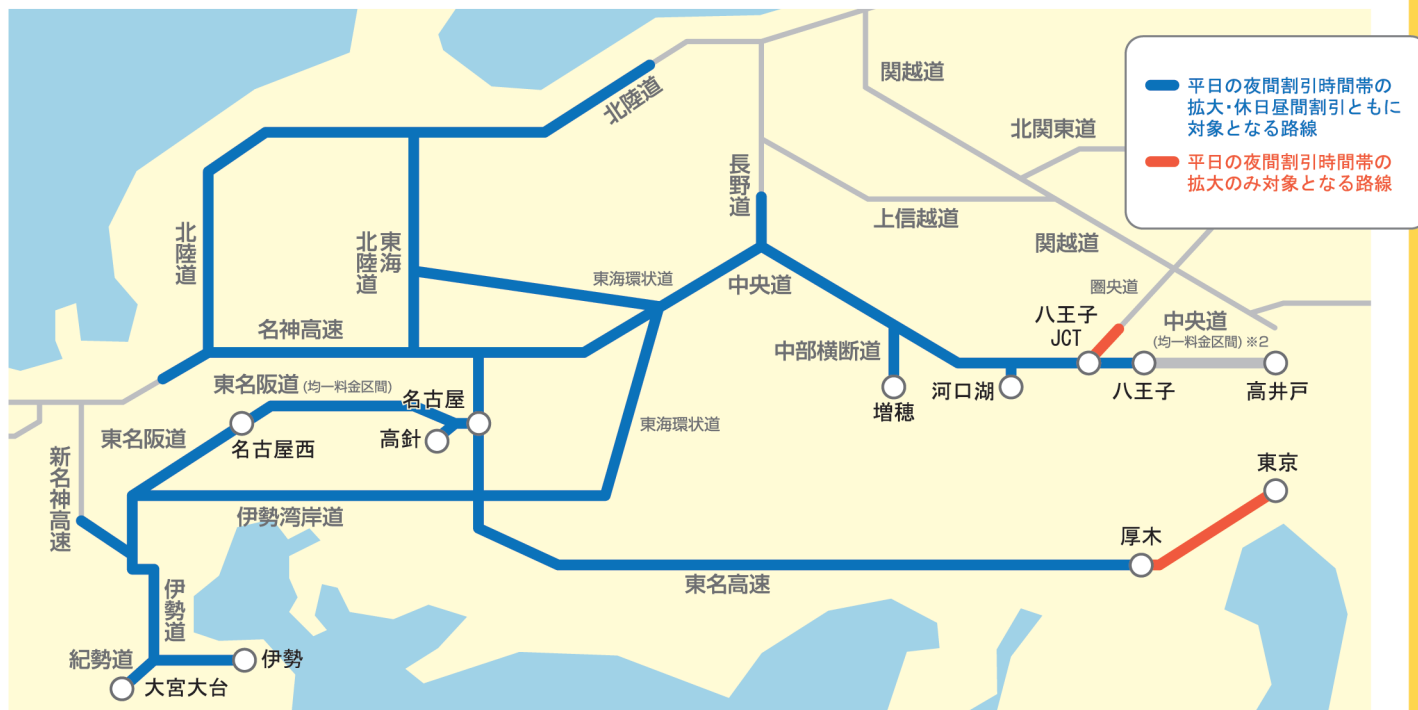 平日の夜間割引時間帯の
拡大・休日昼間割引ともに
対象となる路線
平日の夜間割引時間帯の
拡大のみ対象となる路線
関越道
北陸道
北関東道
長野道
上信越道
北陸道
東海
北陸道
関越道
東海環状道
中央道
圏央道
八王子
JCT
中央道
(均一料金区間) ※2
名神高速
中部横断道
東名阪道 (均一料金区間)
名古屋
河口湖
八王子
高井戸
増穂
東海環状道
東名阪道
名古屋西
高針
新名神高速
東京
伊勢湾岸道
厚木
東名高速
伊勢道
紀勢道
伊勢
大宮大台